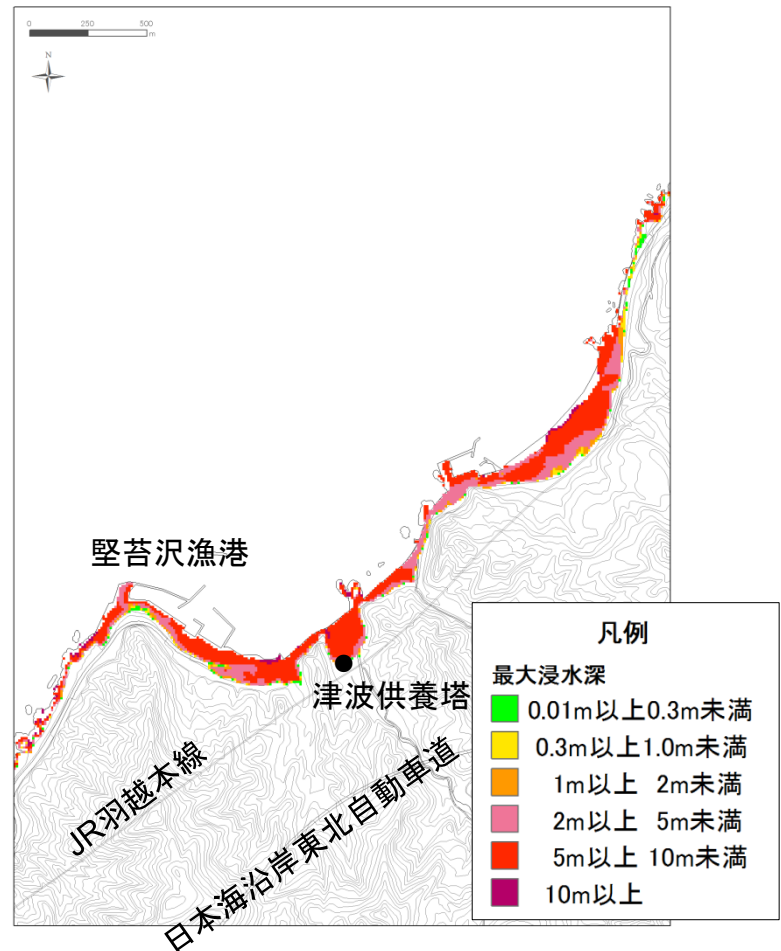 0 250 500
m
N
堅苔沢漁港
津波供養塔
JR羽越本線
日本海沿岸東北自動車道
凡例
最大浸水深
0.01m以上0.3m未満
0.3m以上1.0m未満
1m以上 2m未満
2m以上 5m未満
5m以上 10m未満
10m以上